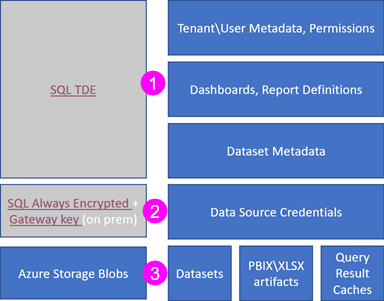 SQL TDE
1
Tenant\User Metadata, Permissions
Dashboards, Report Definitions
Dataset Metadata
SQL Always Encrypted +
Gateway key (on prem)
2
Data Source Credentials
Azure Storage Blobs
3
Datasets
PBIX\XLSX
artifacts
Query
Result
Caches